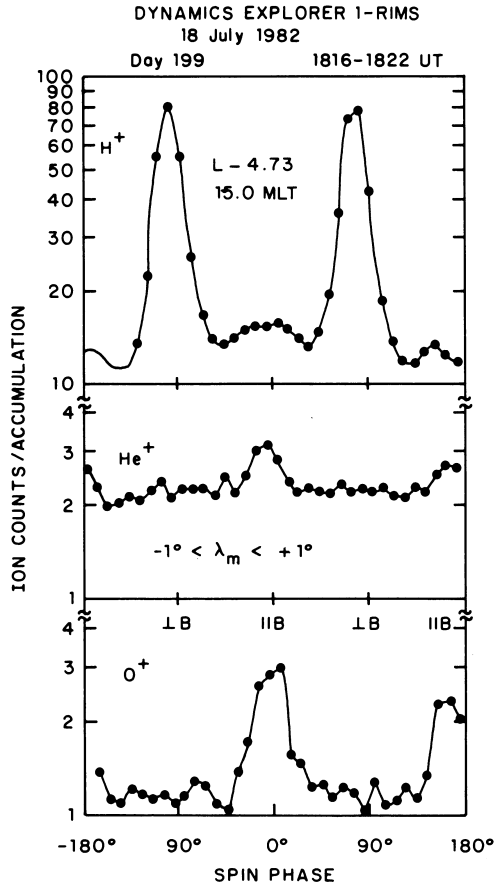 DYNAMICS EXPLORER 1-RIMS
18 July 1982
Day 199 1816-1822 UT
100
90
80
70
60
50
40
30
20
10
H+
L - 4.73
15.0 MLT
ION COUNTS/ACCUMULATION
4
3
2
1
He+
-1° < λm < +1°
⊥B IIB ⊥B IIB
4
3
2
1
O+
-180° 90° 0° 90° 180°
SPIN PHASE